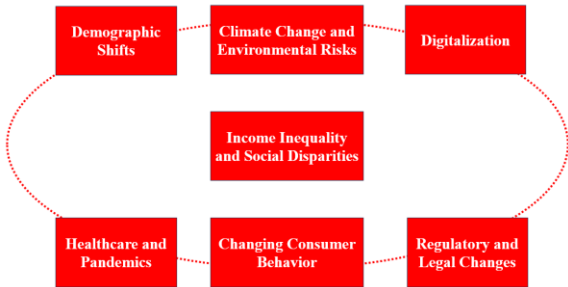 Demographic
Shifts
Climate Change and
Environmental Risks
Digitalization
Income Inequality
and Social Disparities
Healthcare and
Pandemics
Changing Consumer
Behavior
Regulatory and
Legal Changes